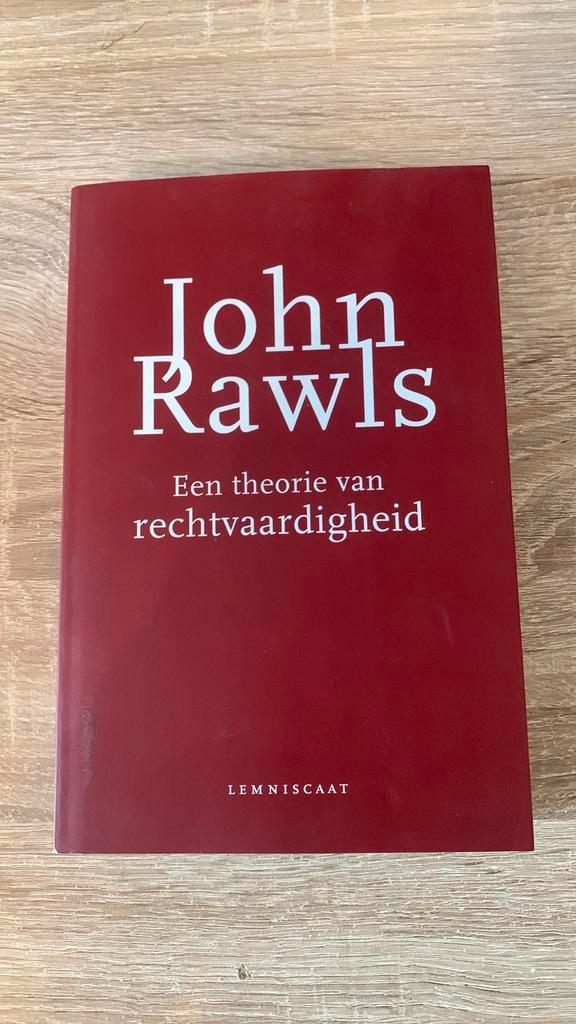 John
Rawls
Een theorie van
rechtvaardigheid
LEMNISCAAT